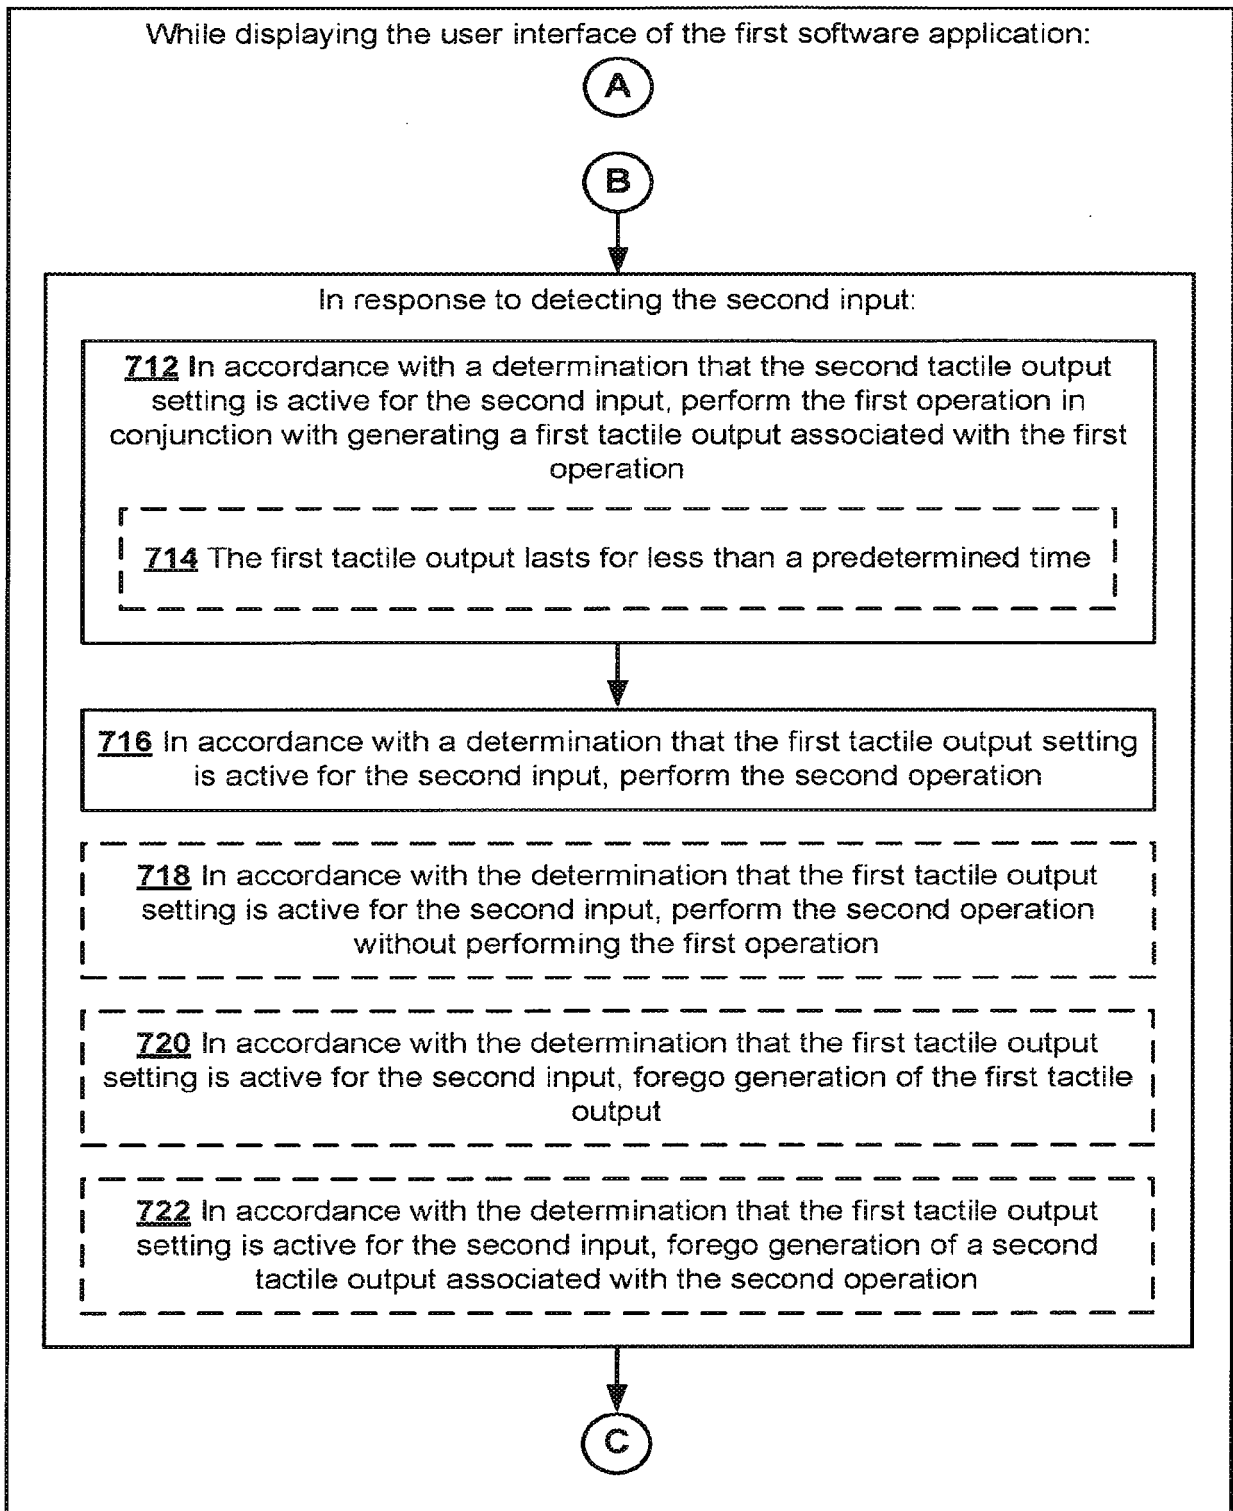 While displaying the user interface of the first software application:
A
B
In response to detecting the second input:
712 In accordance with a determination that the second tactile output
setting is active for the second input, perform the first operation in
conjunction with generating a first tactile output associated with the first
operation
714 The first tactile output lasts for less than a predetermined time
716 In accordance with a determination that the first tactile output setting
is active for the second input, perform the second operation
718 In accordance with the determination that the first tactile output
setting is active for the second input, perform the second operation
without performing the first operation
720 In accordance with the determination that the first tactile output
setting is active for the second input, forego generation of the first tactile
output
722 In accordance with the determination that the first tactile output
setting is active for the second input, forego generation of a second
tactile output associated with the second operation
C